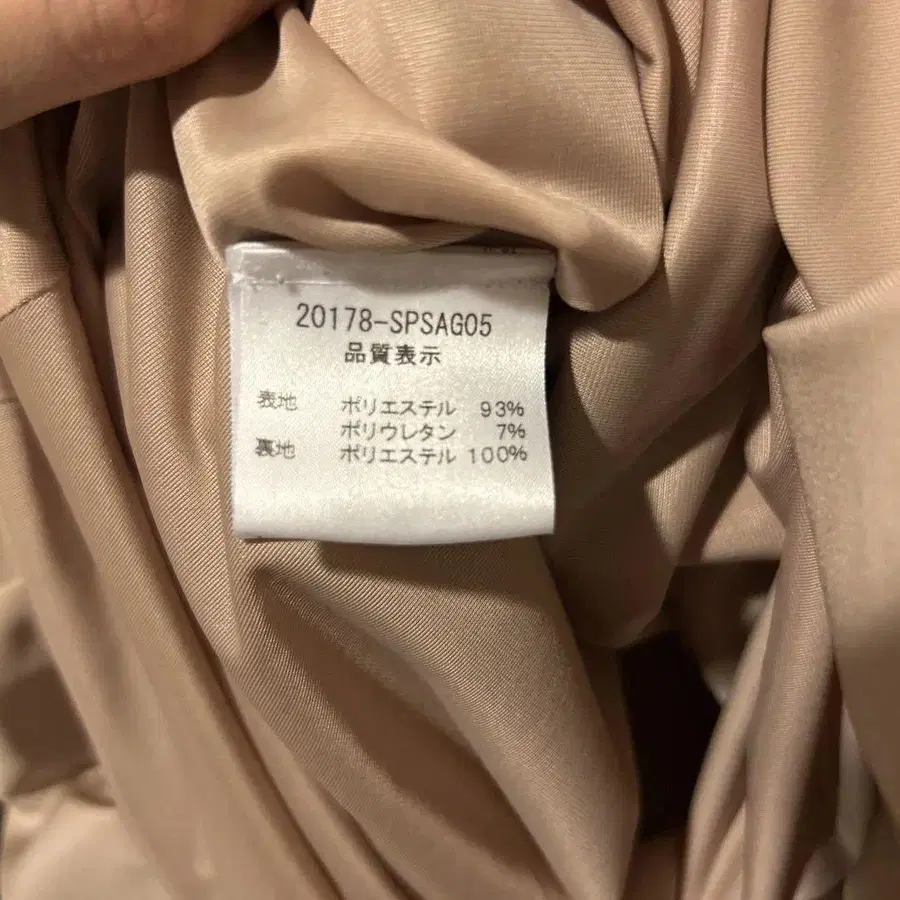 20178-SPSAG05
品質表示
表地 ポリエステル 93%
ポリウレタン 7%
裏地 ポリエステル 100%